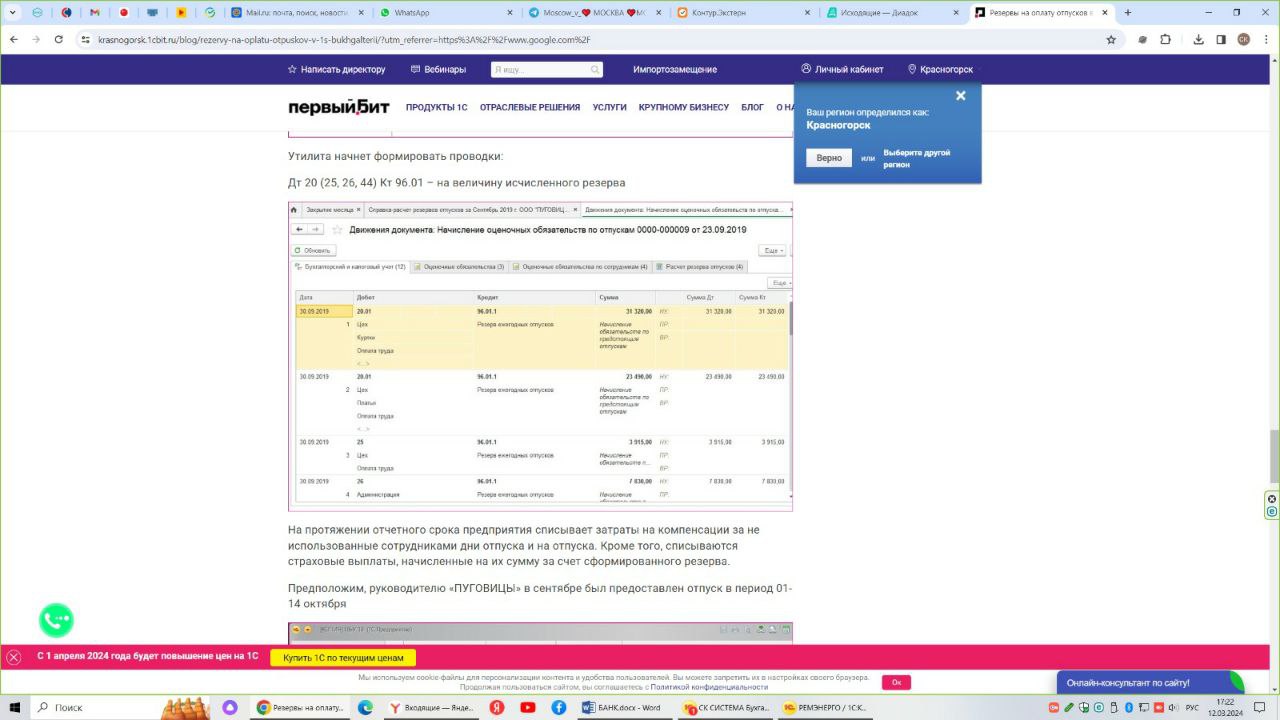 Mail.ru: почта, поиск, новости
WhatsApp
Moscow_v_ МОСКВА
Контур.Экстерн
Исходящие — Диадок
Резервы на оплату отпусков в
krasnogorsk.1cbit.ru/blog/rezervy-na-oplatu-otpuskov-v-1s-bukhgalterii/?utm_referrer=https%3A%2F%2Fwww.google.com%2F
Написать директору
Вебинары
Я ищу...
Импортозамещение
Личный кабинет
Красногорск
первый Бит
ПРОДУКТЫ 1С
ОТРАСЛЕВЫЕ РЕШЕНИЯ
УСЛУГИ
КРУПНОМУ БИЗНЕСУ
БЛОГ
О НА
Ваш регион определился как:
Красногорск
Верно
или
Выберите другой
регион
Утилита начнет формировать проводки:
Дт 20 (25, 26, 44) Кт 96.01 – на величину исчисленного резерва
Закрытие месяца
Справка-расчет резервов отпусков за Сентябрь 2019 г. ООО "ПУГОВИЦ...
Движения документа: Начисление оценочных обязательств по отпуска...
Движения документа: Начисление оценочных обязательств по отпускам 0000-000009 от 23.09.2019
Обновить
Еще
Бухгалтерский и налоговый учет (12)
Оценочные обязательства (3)
Оценочные обязательства по сотрудникам (4)
Расчет резерва отпусков (4)
Еще
Дата Дебет Кредит Сумма Сумма Дт Сумма Кт
30.09.2019 20.01 96.01.1 31 320,00 НУ: 31 320,00 31 320,00
1 Цех Резерв ежегодных отпусков Начисление ПР:
обязательств по
Куртки предстоящим ВР:
отпускам
Оплата труда
<...>
30.09.2019 20.01 96.01.1 23 490,00 НУ: 23 490,00 23 490,00
2 Цех Резерв ежегодных отпусков Начисление ПР:
обязательств по
Платья предстоящим ВР:
отпускам
Оплата труда
<...>
30.09.2019 25 96.01.1 3 915,00 НУ: 3 915,00 3 915,00
3 Цех Резерв ежегодных отпусков Начисление ПР:
обязательств п...
Оплата труда ВР:
30.09.2019 26 96.01.1 7 830,00 НУ: 7 830,00 7 830,00
4 Администрация Резерв ежегодных отпусков Начисление ПР:
На протяжении отчетного срока предприятия списывает затраты на компенсации за не
использованные сотрудниками дни отпуска и на отпуска. Кроме того, списываются
страховые выплаты, начисленные на их сумму за счет сформированного резерва.
Предположим, руководителю «ПУГОВИЦЫ» в сентябре был предоставлен отпуск в период 01-
14 октября
С 1 апреля 2024 года будет повышение цен на 1С
Купить 1С по текущим ценам
Мы используем cookie-файлы для персонализации контента и удобства пользователей. Вы можете запретить их в настройках своего браузера.
Продолжая пользоваться сайтом, вы соглашаетесь с Политикой конфиденциальности
Ок
Онлайн-консультант по сайту!
Поиск
Резервы на оплату...
Входящие — Янде...
БАНК.docx - Word
СК СИСТЕМА Бухга...
РЕМЭНЕРГО / 1СК...
РУС
17:22
12.03.2024